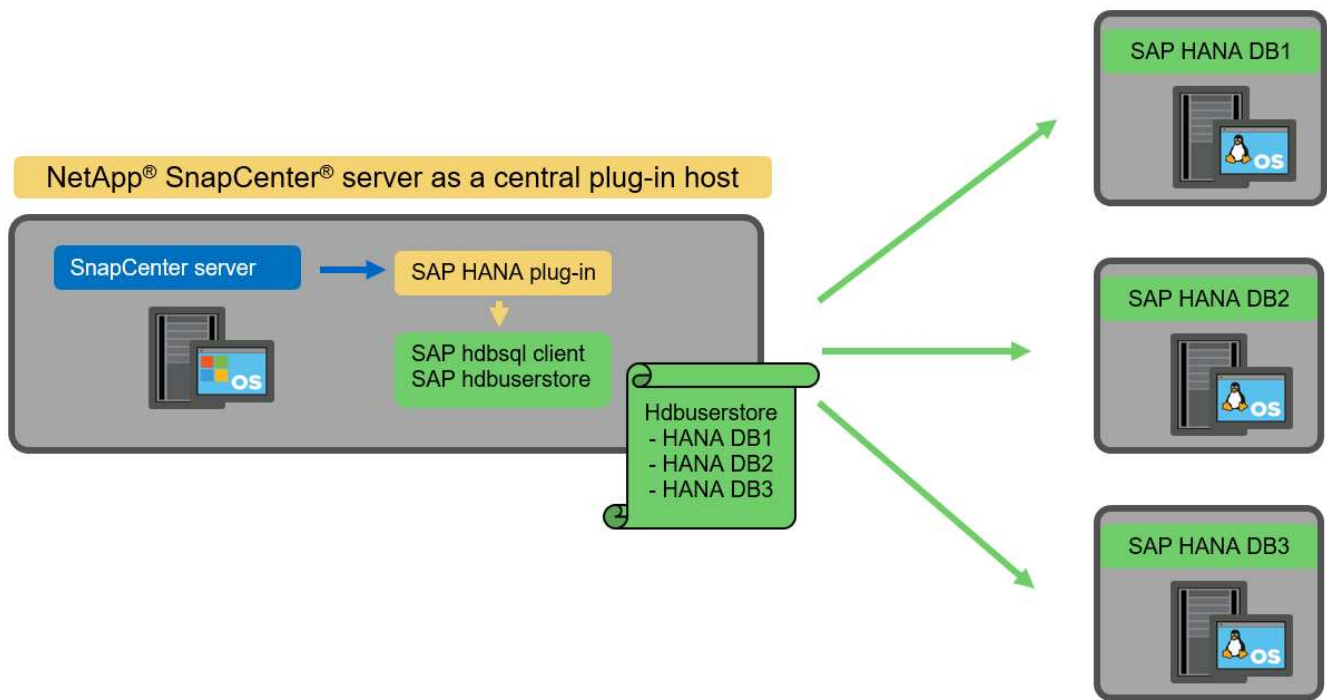 NetApp® SnapCenter® server as a central plug-in host
SnapCenter server
SAP HANA plug-in
OS
SAP hdbsql client
SAP hdbuserstore
Hdbuserstore
- HANA DB1
- HANA DB2
- HANA DB3
SAP HANA DB1
OS
SAP HANA DB2
OS
SAP HANA DB3
OS